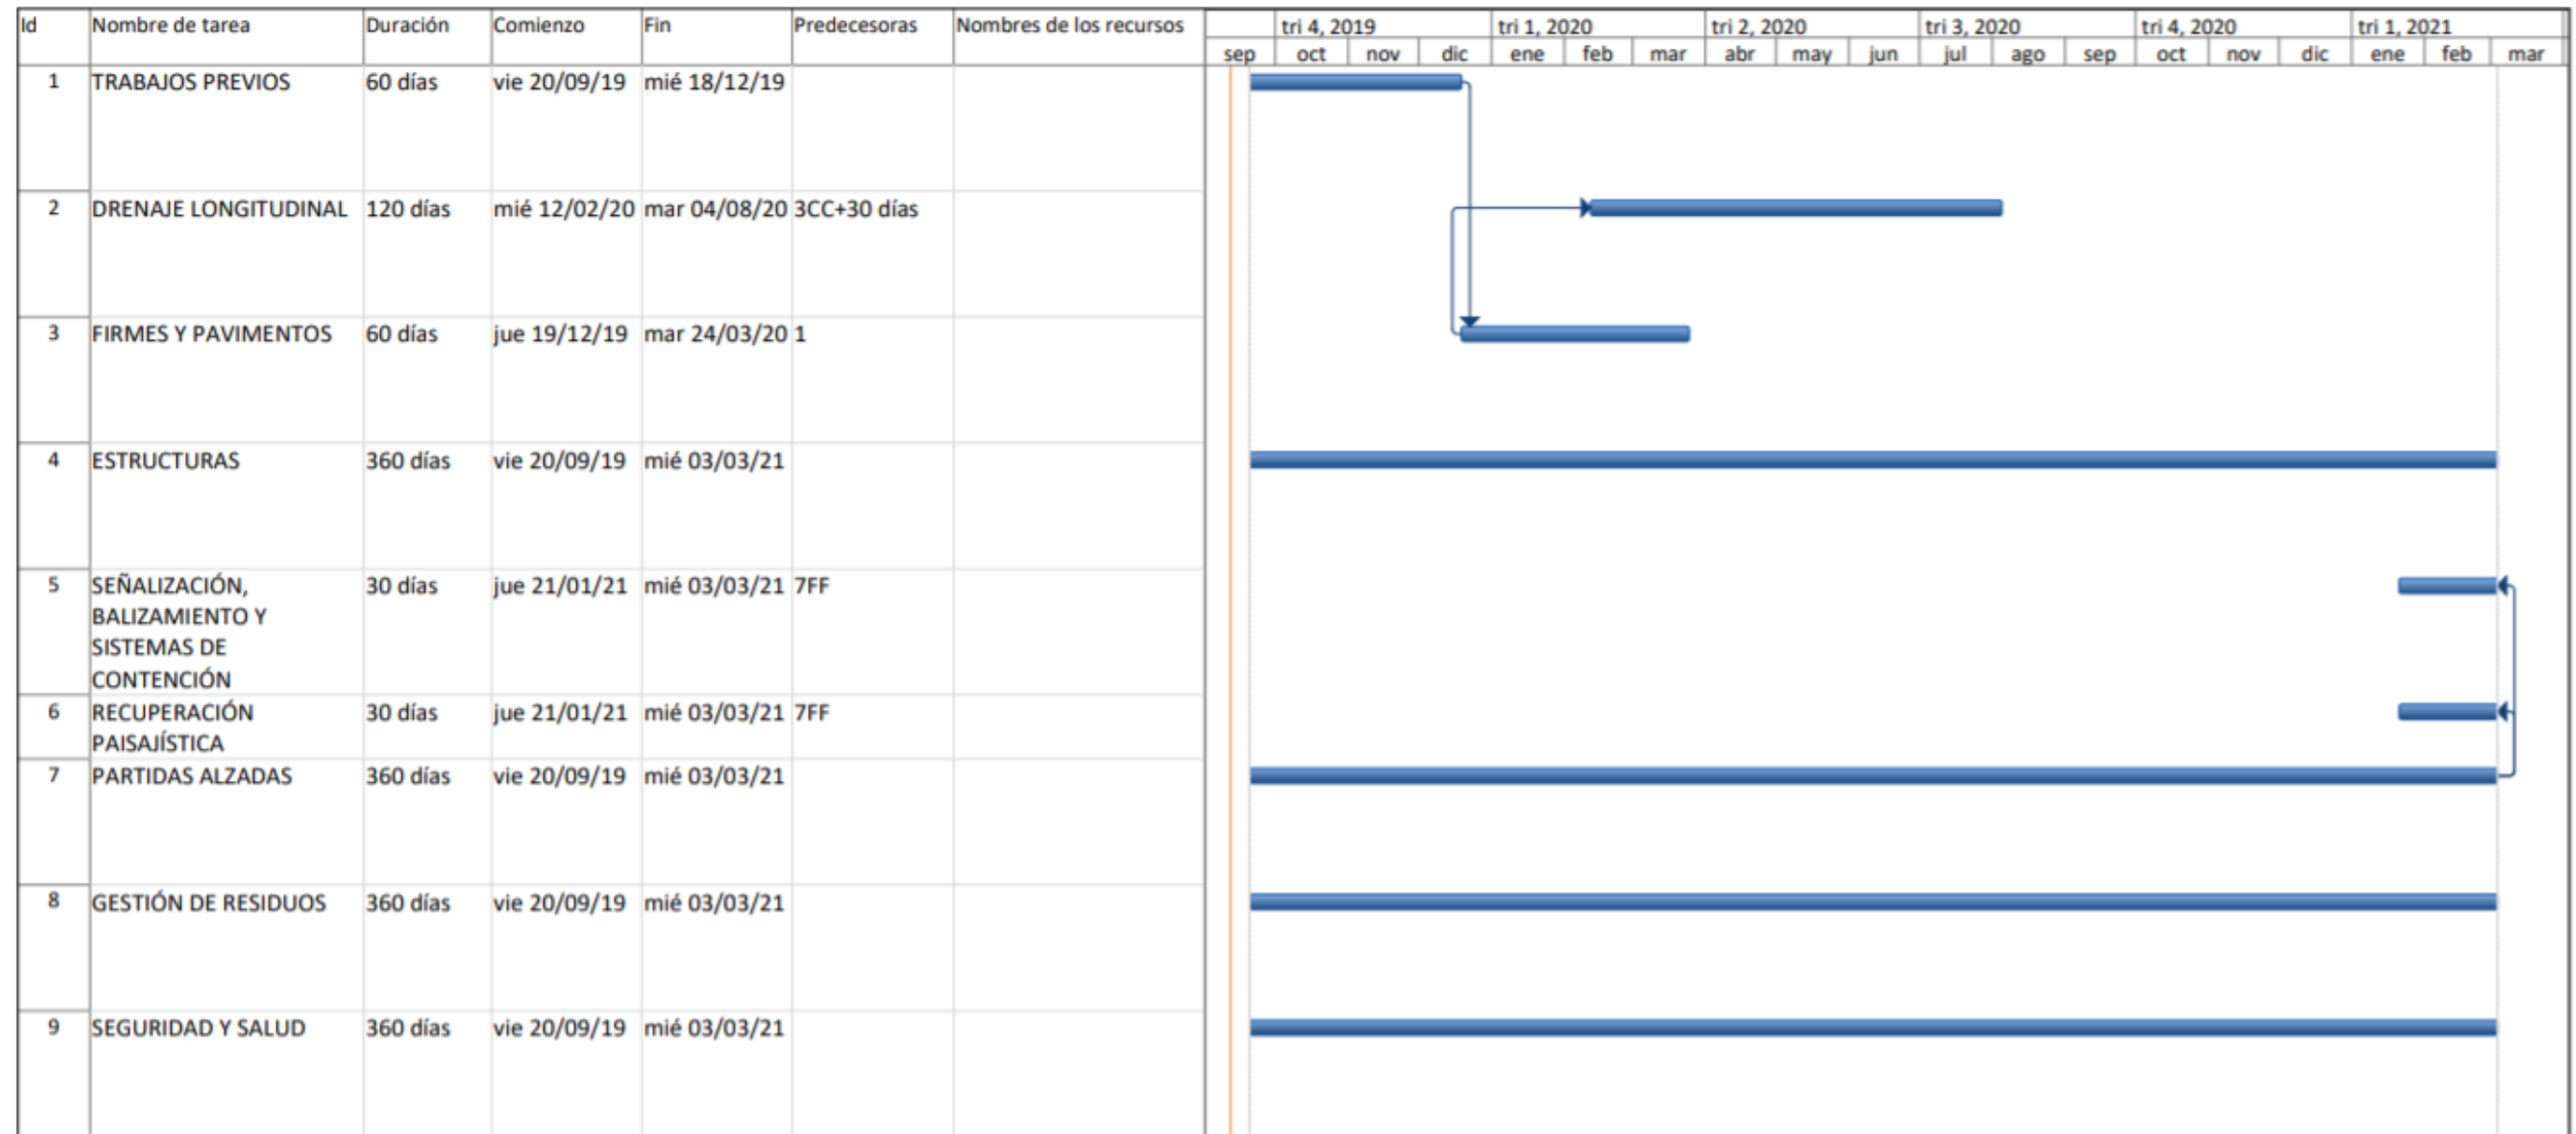 Id Nombre de tarea Duración Comienzo Fin Predecesoras Nombres de los recursos
tri 4, 2019 tri 1, 2020 tri 2, 2020 tri 3, 2020 tri 4, 2020 tri 1, 2021
sep oct nov dic ene feb mar abr may jun jul ago sep oct nov dic ene feb mar
1 TRABAJOS PREVIOS 60 días vie 20/09/19 mié 18/12/19
2 DRENAJE LONGITUDINAL 120 días mié 12/02/20 mar 04/08/20 3CC+30 días
3 FIRMES Y PAVIMENTOS 60 días jue 19/12/19 mar 24/03/20 1
4 ESTRUCTURAS 360 días vie 20/09/19 mié 03/03/21
5 SEÑALIZACIÓN, 30 días jue 21/01/21 mié 03/03/21 7FF
BALIZAMIENTO Y
SISTEMAS DE
CONTENCIÓN
6 RECUPERACIÓN 30 días jue 21/01/21 mié 03/03/21 7FF
PAISAJÍSTICA
7 PARTIDAS ALZADAS 360 días vie 20/09/19 mié 03/03/21
8 GESTIÓN DE RESIDUOS 360 días vie 20/09/19 mié 03/03/21
9 SEGURIDAD Y SALUD 360 días vie 20/09/19 mié 03/03/21